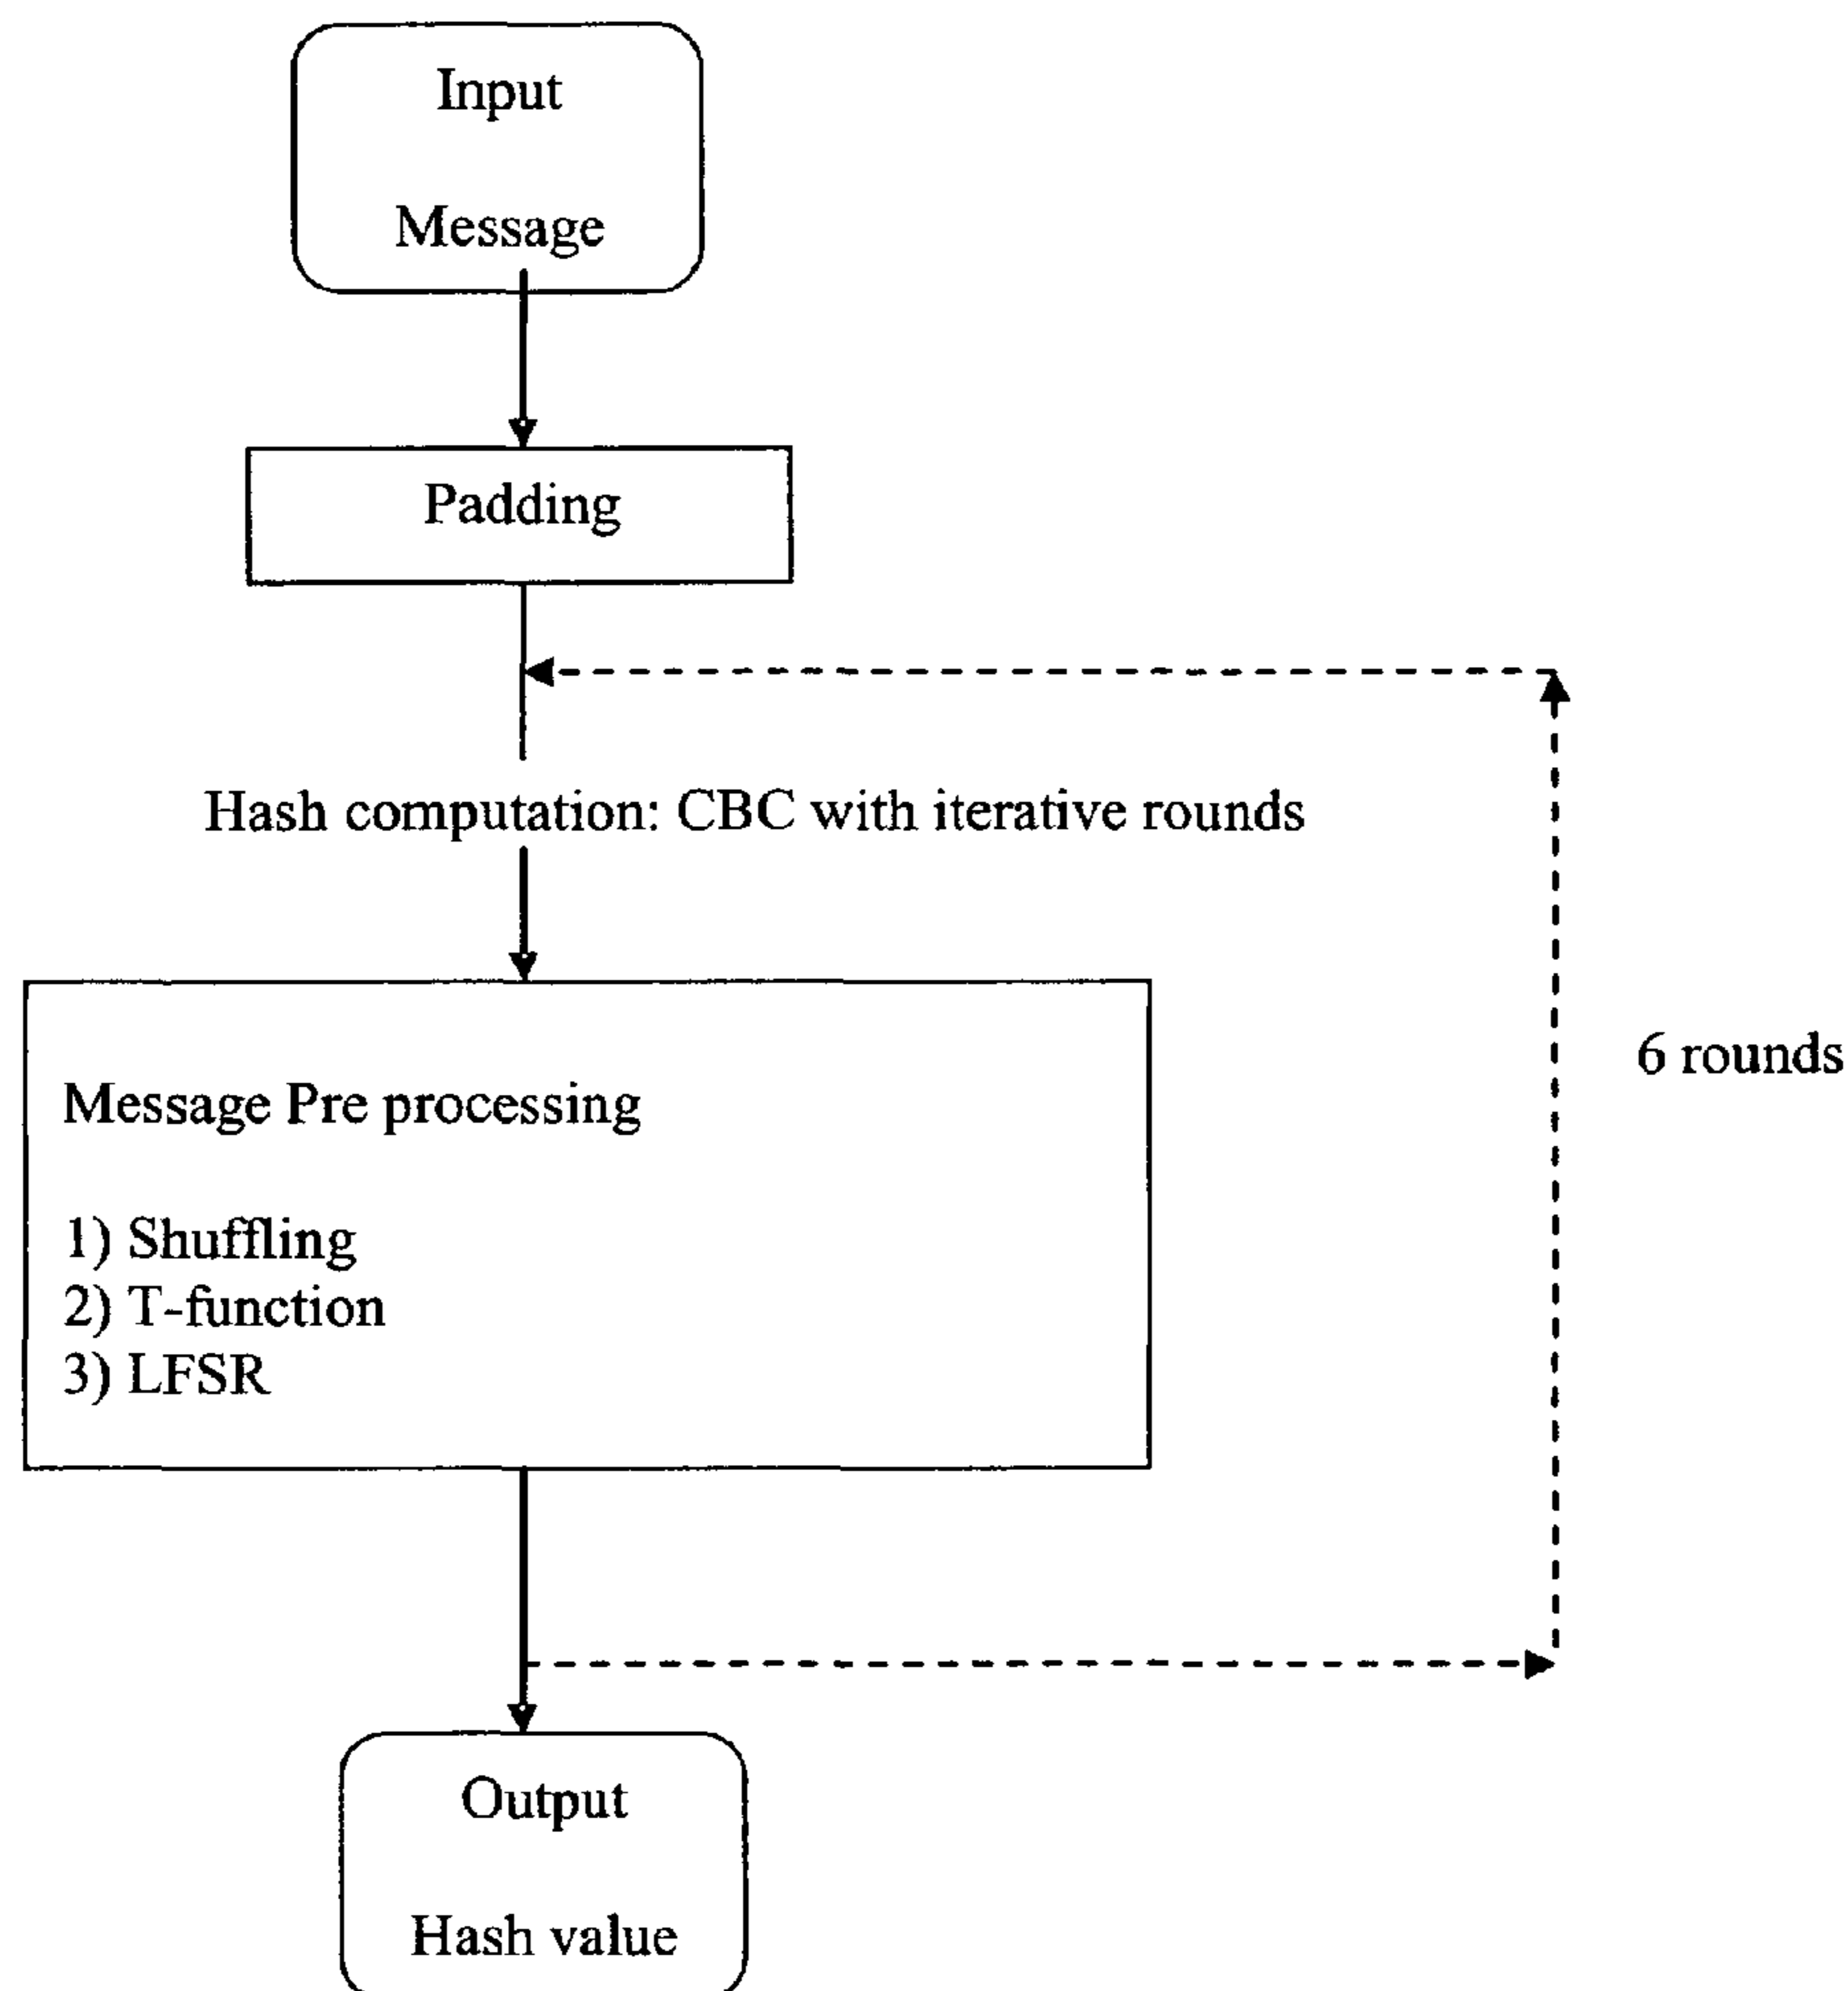 Input
Message
Padding
Hash computation: CBC with iterative rounds
6 rounds
Message Pre processing
1) Shuffling
2) T-function
3) LFSR
Output
Hash value